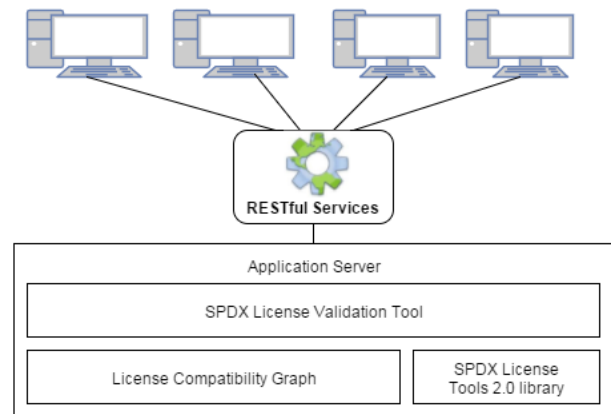 RESTful Services
Application Server
SPDX License Validation Tool
License Compatibility Graph
SPDX License
Tools 2.0 library